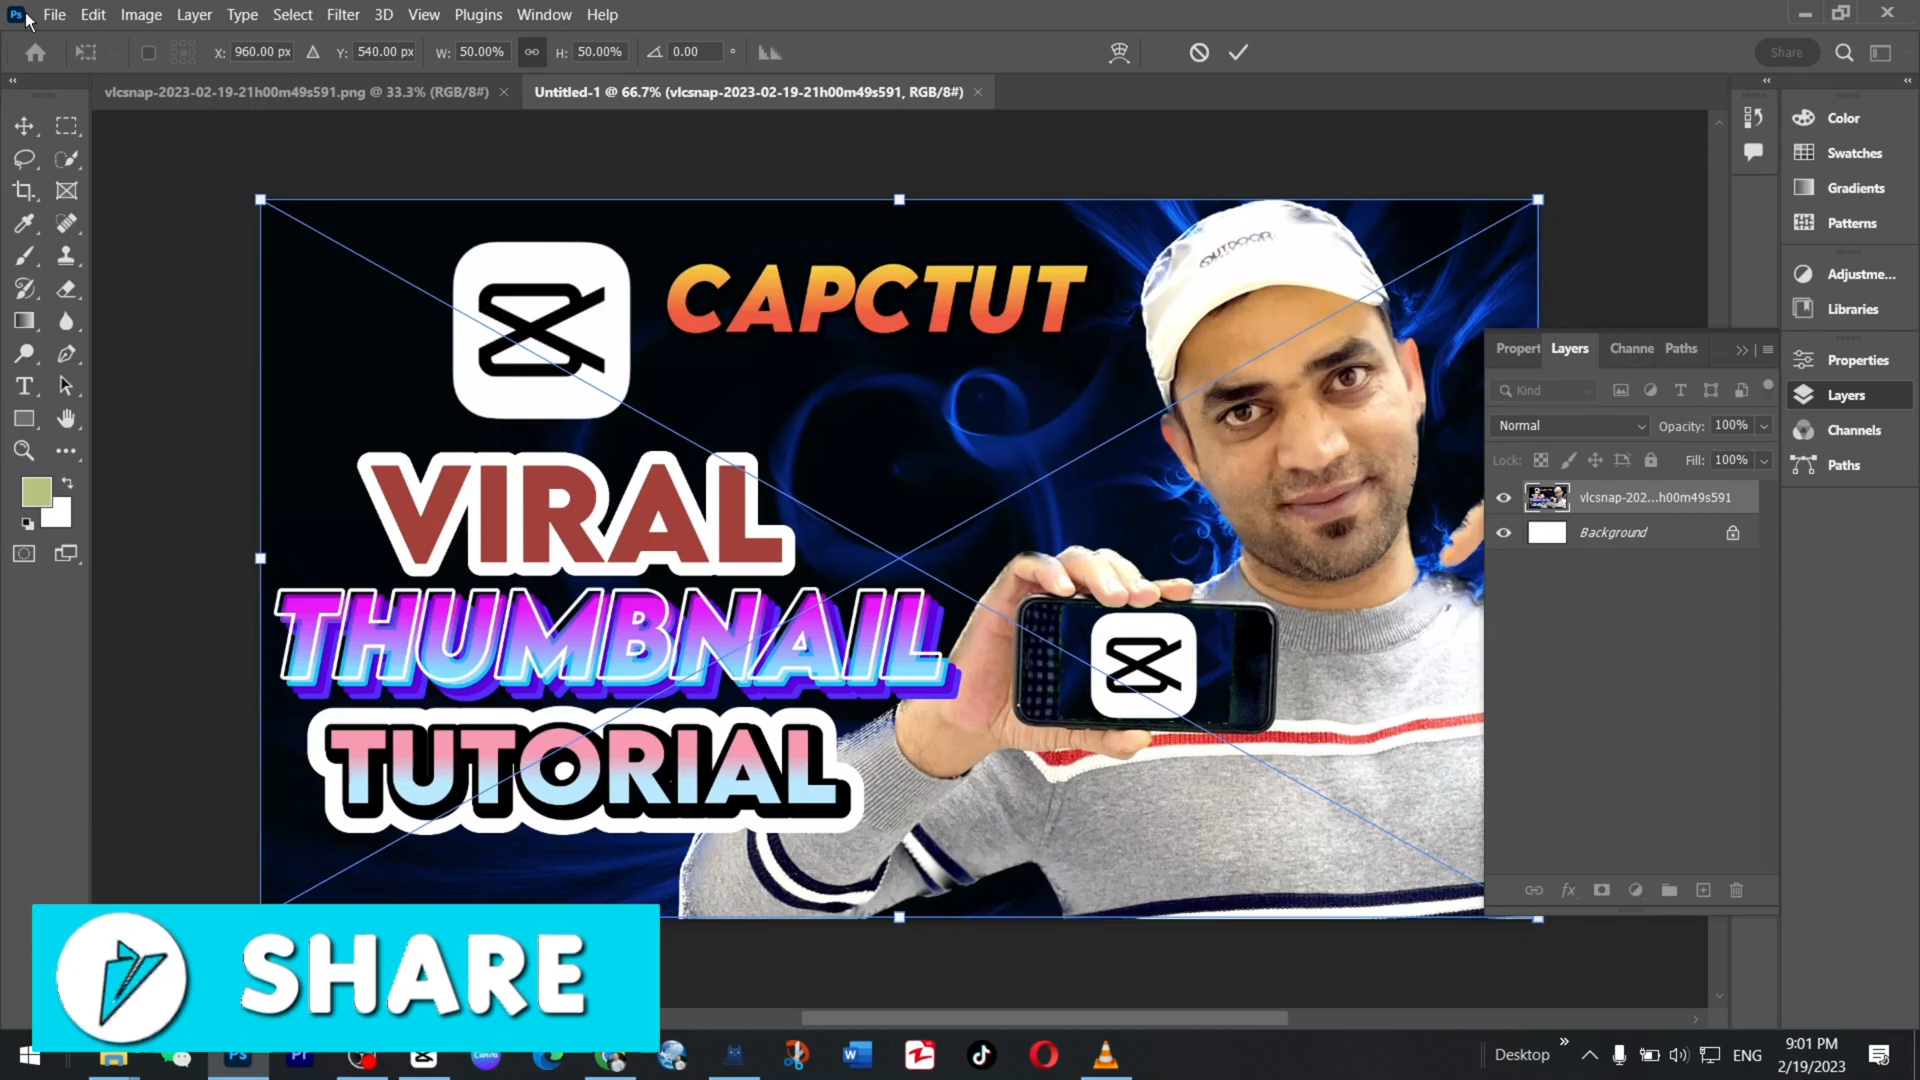 Ps File Edit Image Layer Type Select Filter 3D View Plugins Window Help
X: 960.00 px Y: 540.00 px W: 50.00% H: 50.00% 0.00 ° Share
vlcsnap-2023-02-19-21h00m49s591.png @ 33.3% (RGB/8#) Untitled-1 @ 66.7% (vlcsnap-2023-02-19-21h00m49s591, RGB/8#)
Color
Swatches
Gradients
Patterns
Adjustme...
Libraries
Properties
Layers
Channels
Paths
OUTDOOR
CAPCTUT
VIRAL
THUMBNAIL
TUTORIAL
Propert Layers Channe Paths
Kind
Normal Opacity: 100%
Lock: Fill: 100%
vlcsnap-202...h00m49s591
Background
SHARE
Ps Pr Canva W
Desktop ENG 9:01 PM
2/19/2023